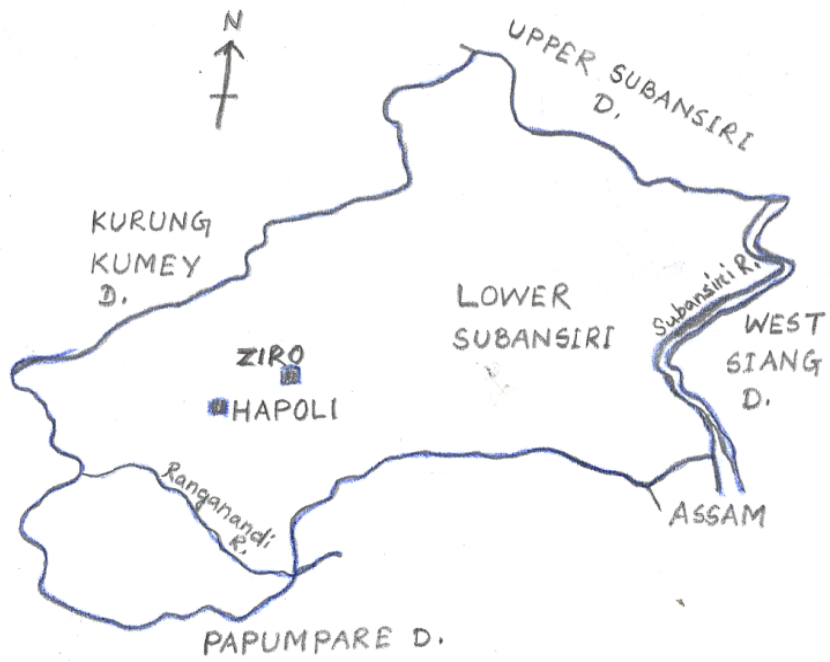 N
UPPER SUBANSIRI
D.
KURUNG
KUMEY
D.
Subansiri R.
LOWER
SUBANSIRI
WEST
SIANG
D.
ZIRO
HAPOLI
Ranganandi
R.
ASSAM
PAPUMPARE D.